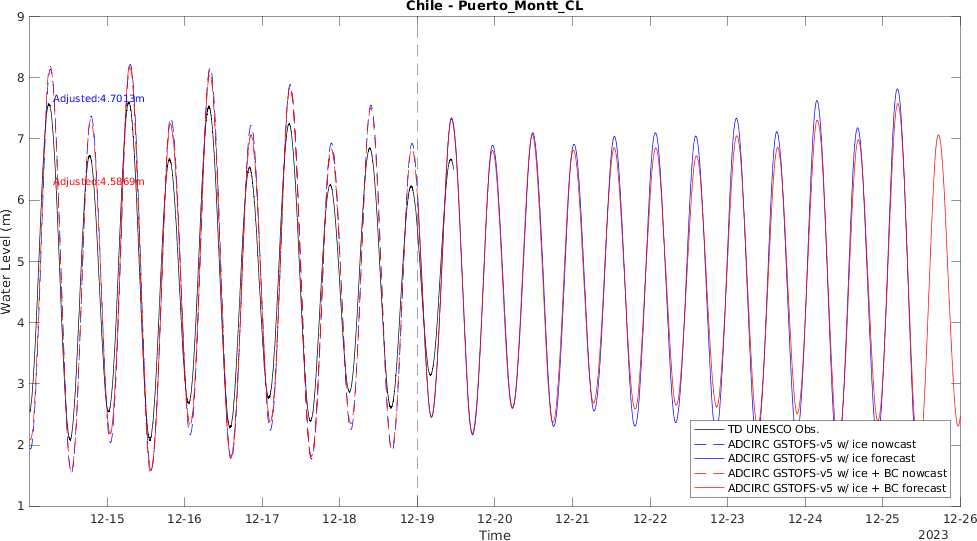 Chile - Puerto_Montt_CL
9
8
7
6
5
4
3
2
1
Water Level (m)
Adjusted:4.7013m
Adjusted:4.5869m
TD UNESCO Obs.
ADCIRC GSTOFS-v5 w/ ice nowcast
ADCIRC GSTOFS-v5 w/ ice forecast
ADCIRC GSTOFS-v5 w/ ice + BC nowcast
ADCIRC GSTOFS-v5 w/ ice + BC forecast
12-15 12-16 12-17 12-18 12-19 12-20 12-21 12-22 12-23 12-24 12-25 12-26
Time
2023